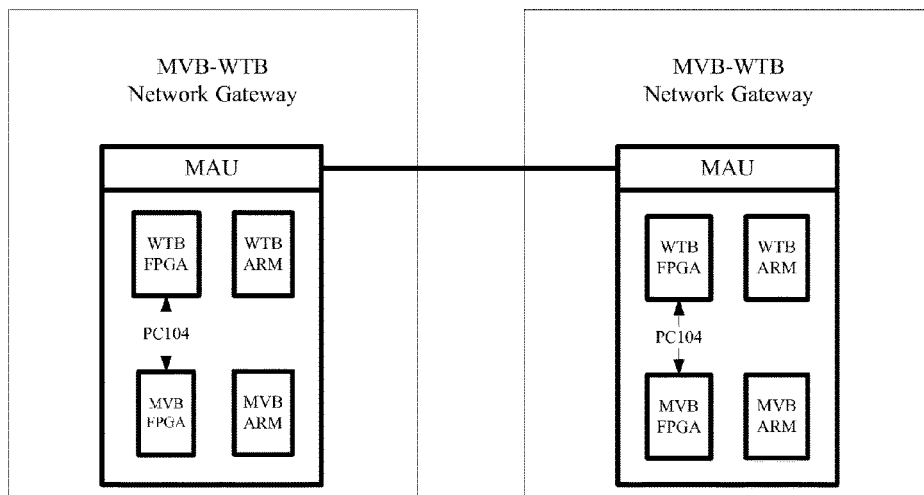 MVB-WTB
Network Gateway
MAU
WTB
FPGA
WTB
ARM
PC104
MVB
FPGA
MVB
ARM
MVB-WTB
Network Gateway
MAU
WTB
FPGA
WTB
ARM
PC104
MVB
FPGA
MVB
ARM